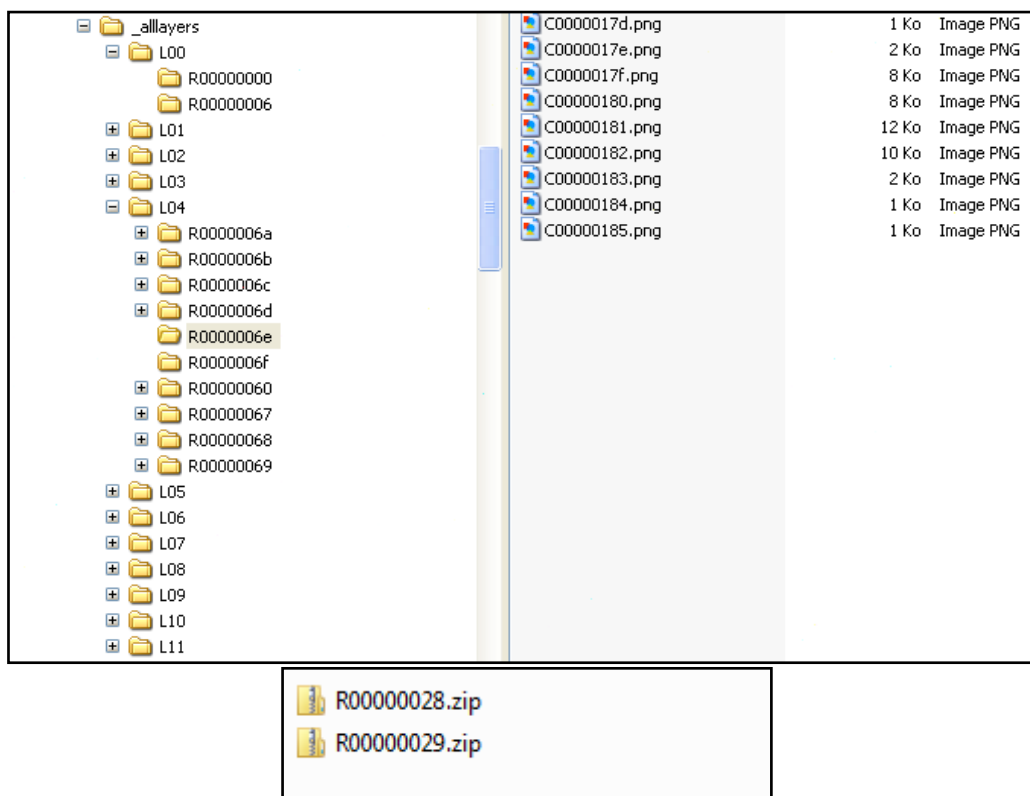 _alllayers
L00
R00000000
R00000006
L01
L02
L03
L04
R0000006a
R0000006b
R0000006c
R0000006d
R0000006e
R0000006f
R00000060
R00000067
R00000068
R00000069
L05
L06
L07
L08
L09
L10
L11
C0000017d.png 1 Ko Image PNG
C0000017e.png 2 Ko Image PNG
C0000017f.png 8 Ko Image PNG
C00000180.png 8 Ko Image PNG
C00000181.png 12 Ko Image PNG
C00000182.png 10 Ko Image PNG
C00000183.png 2 Ko Image PNG
C00000184.png 1 Ko Image PNG
C00000185.png 1 Ko Image PNG
R00000028.zip
R00000029.zip